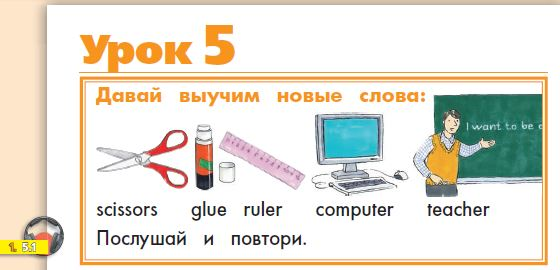 Урок 5
Давай выучим новые слова:
I want to be
scissors glue ruler computer teacher
Послушай и повтори.
1. 5.1